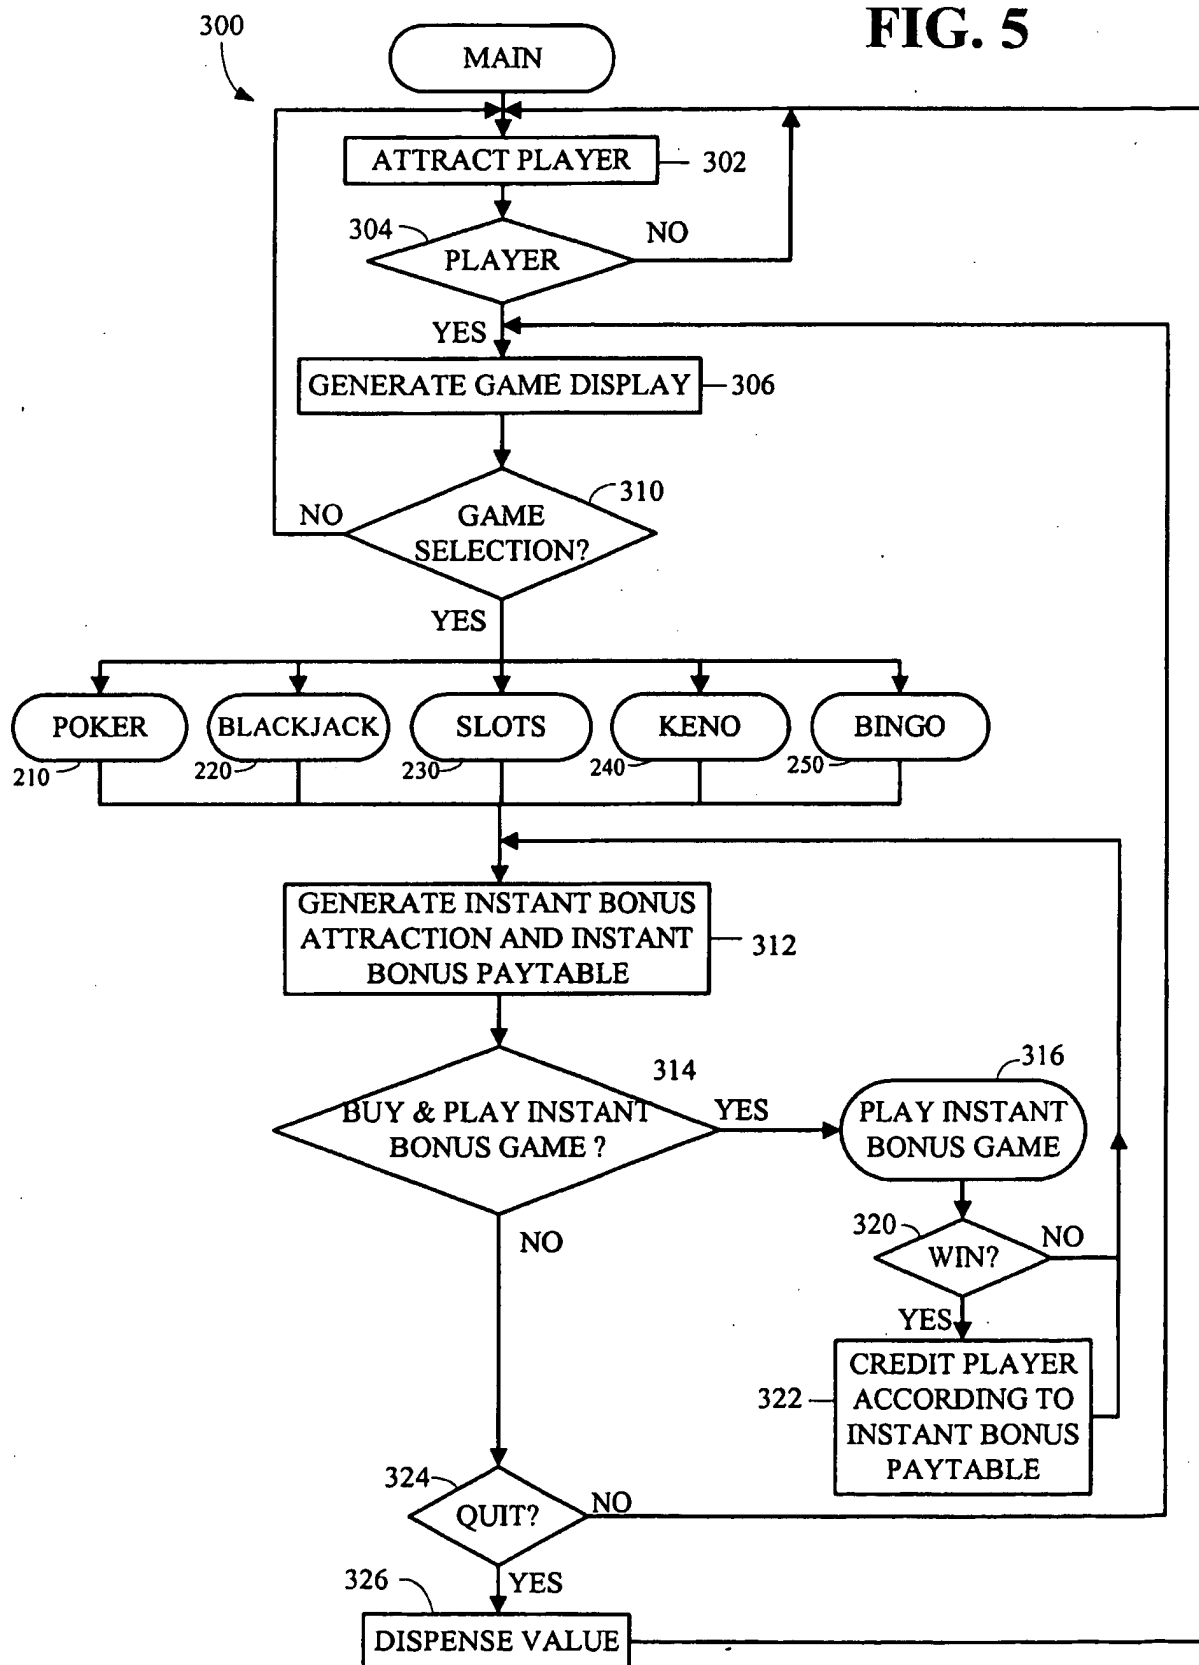 FIG. 5
300
MAIN
ATTRACT PLAYER
302
304
PLAYER
NO
YES
GENERATE GAME DISPLAY
306
310
NO
GAME
SELECTION?
YES
POKER
BLACKJACK
SLOTS
KENO
BINGO
210
220
230
240
250
GENERATE INSTANT BONUS
ATTRACTION AND INSTANT
BONUS PAYTABLE
312
314
BUY & PLAY INSTANT
BONUS GAME ?
YES
316
PLAY INSTANT
BONUS GAME
NO
320
WIN?
NO
YES
322
CREDIT PLAYER
ACCORDING TO
INSTANT BONUS
PAYTABLE
324
QUIT?
NO
YES
326
DISPENSE VALUE